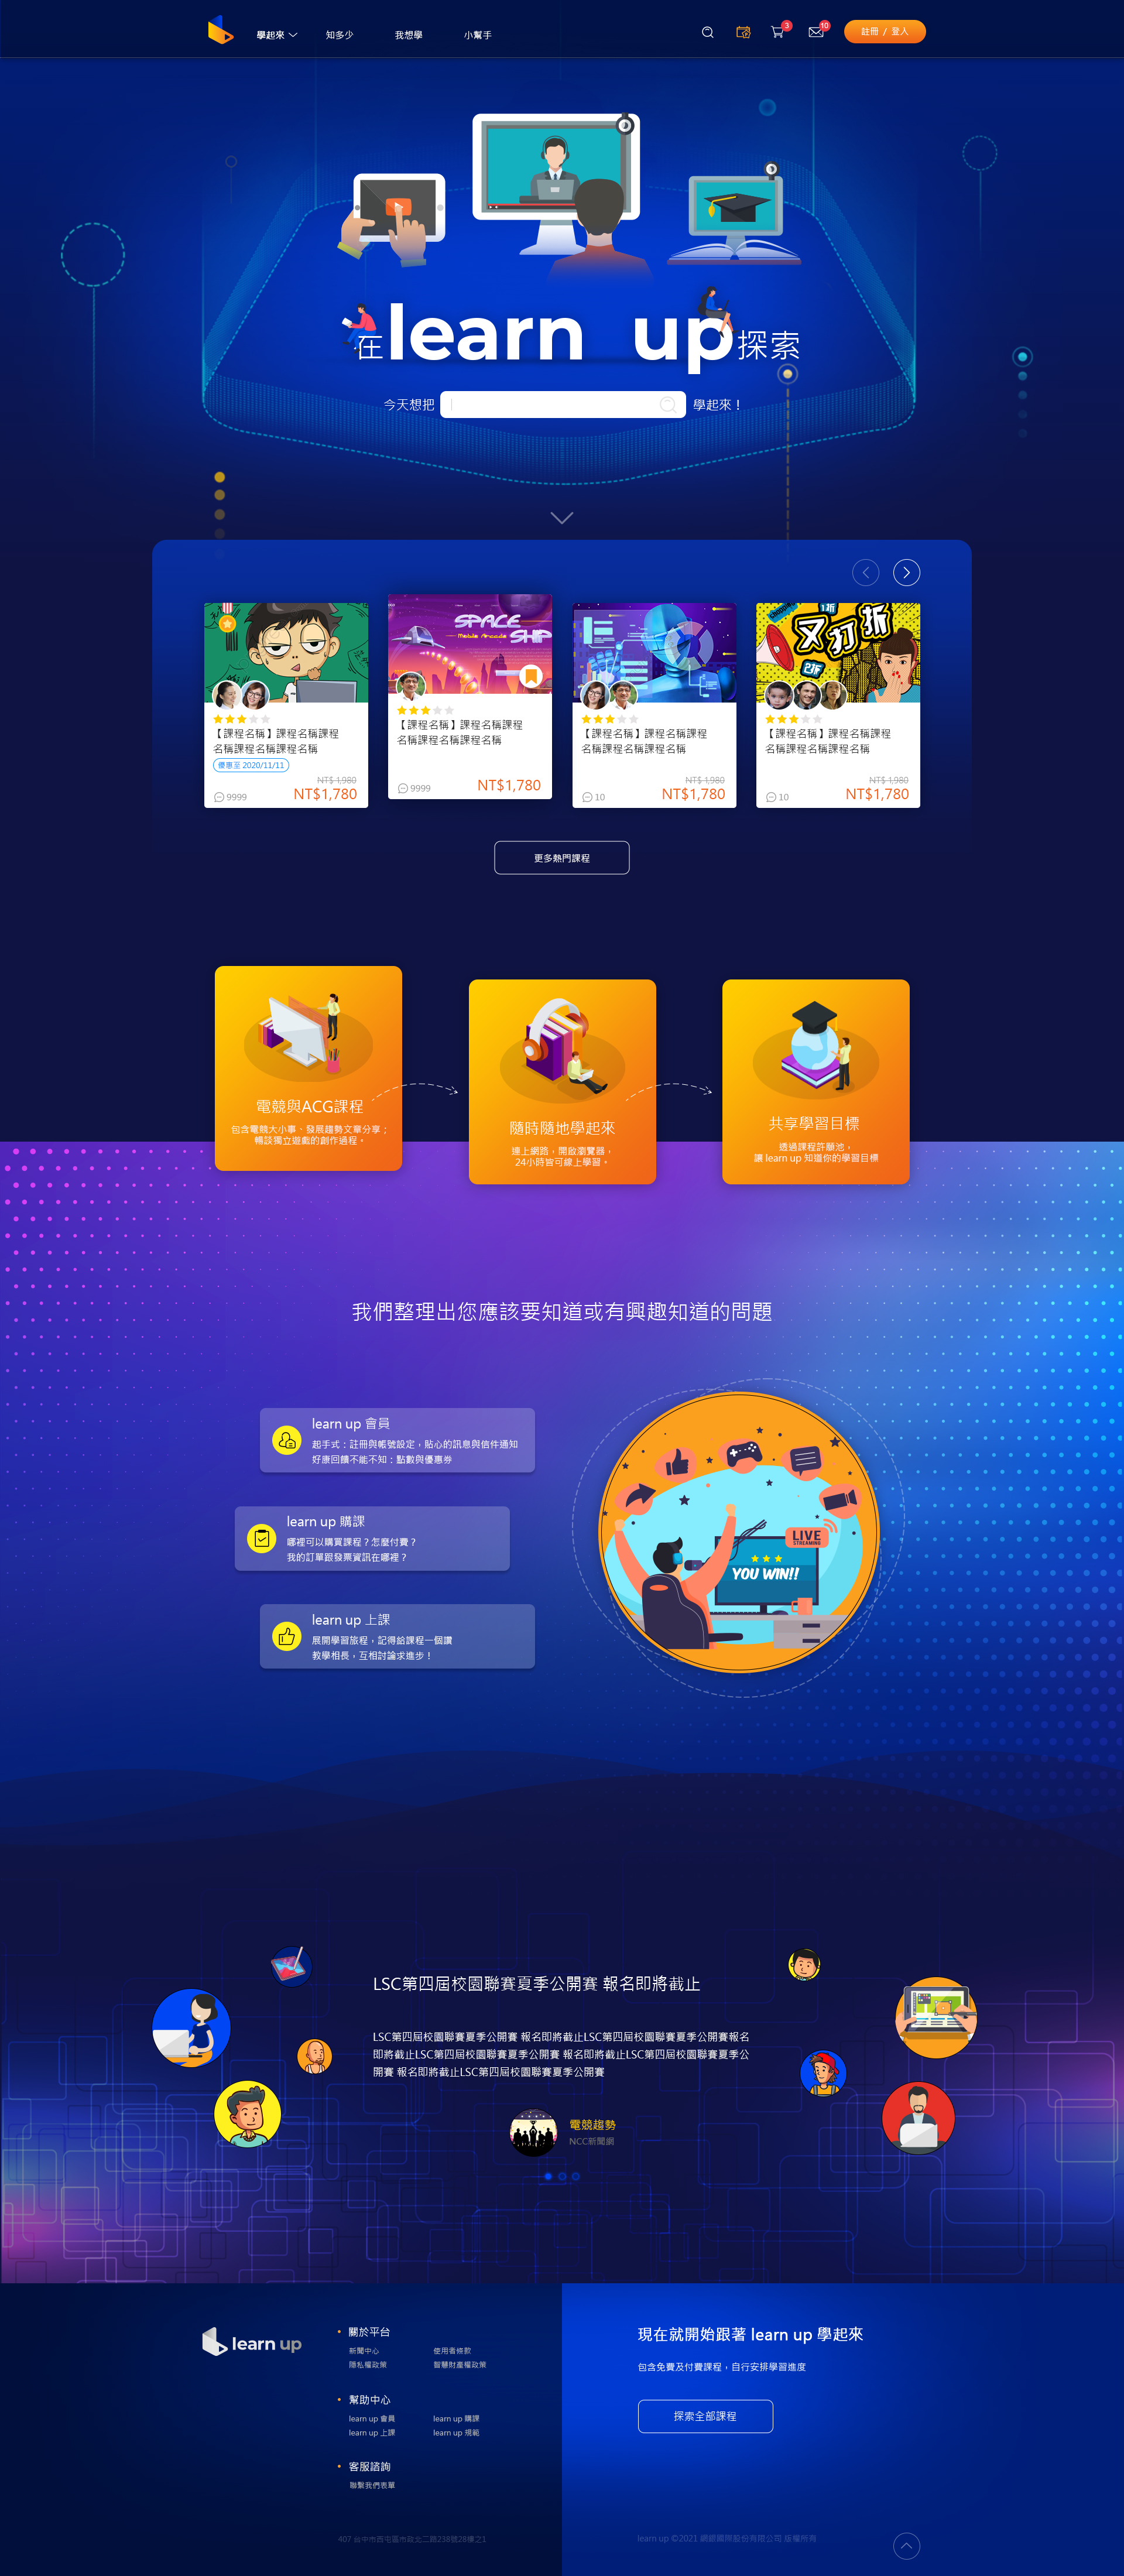 學起來
知多少
我想學
小幫手
3
10
註冊 / 登入
在learn up探索
今天想把
學起來！
SPACE
Mobile Arcade
SHIP
1折
又打折
2折
【課程名稱】課程名稱課程
名稱課程名稱課程名稱
優惠至 2020/11/11
NT$ 1,980
9999
NT$1,780
【課程名稱】課程名稱課程
名稱課程名稱課程名稱
9999
NT$1,780
【課程名稱】課程名稱課程
名稱課程名稱課程名稱
NT$ 1,980
10
NT$1,780
【課程名稱】課程名稱課程
名稱課程名稱課程名稱
NT$ 1,980
10
NT$1,780
更多熱門課程
電競與ACG課程
包含電競大小事，發展趨勢文章分享；
暢談獨立遊戲的創作過程。
隨時隨地學起來
連上網路，開啟瀏覽器，
24小時皆可線上學習。
共享學習目標
透過課程許願池，
讓 learn up 知道你的學習目標
我們整理出您應該要知道或有興趣知道的問題
learn up 會員
起手式：註冊與帳號設定，貼心的訊息與信件通知
好康回饋不能不知：點數與優惠券
learn up 購課
哪裡可以購買課程？怎麼付費？
我的訂單跟發票資訊在哪裡？
learn up 上課
展開學習旅程，記得給課程一個讚
教學相長，互相討論求進步！
LIVE
STREAMING
YOU WIN!!
LSC第四屆校園聯賽夏季公開賽 報名即將截止
LSC第四屆校園聯賽夏季公開賽 報名即將截止LSC第四屆校園聯賽夏季公開賽報名
即將截止LSC第四屆校園聯賽夏季公開賽 報名即將截止LSC第四屆校園聯賽夏季公
開賽 報名即將截止LSC第四屆校園聯賽夏季公開賽
電競趨勢
NCC新聞網
learn up
關於平台
新聞中心
使用者條款
隱私權政策
智慧財產權政策
幫助中心
learn up 會員
learn up 購課
learn up 上課
learn up 規範
客服諮詢
聯繫我們表單
407 台中市西屯區市政北二路238號28樓之1
現在就開始跟著 learn up 學起來
包含免費及付費課程，自行安排學習進度
探索全部課程
learn up ©2021 網銀國際股份有限公司 版權所有